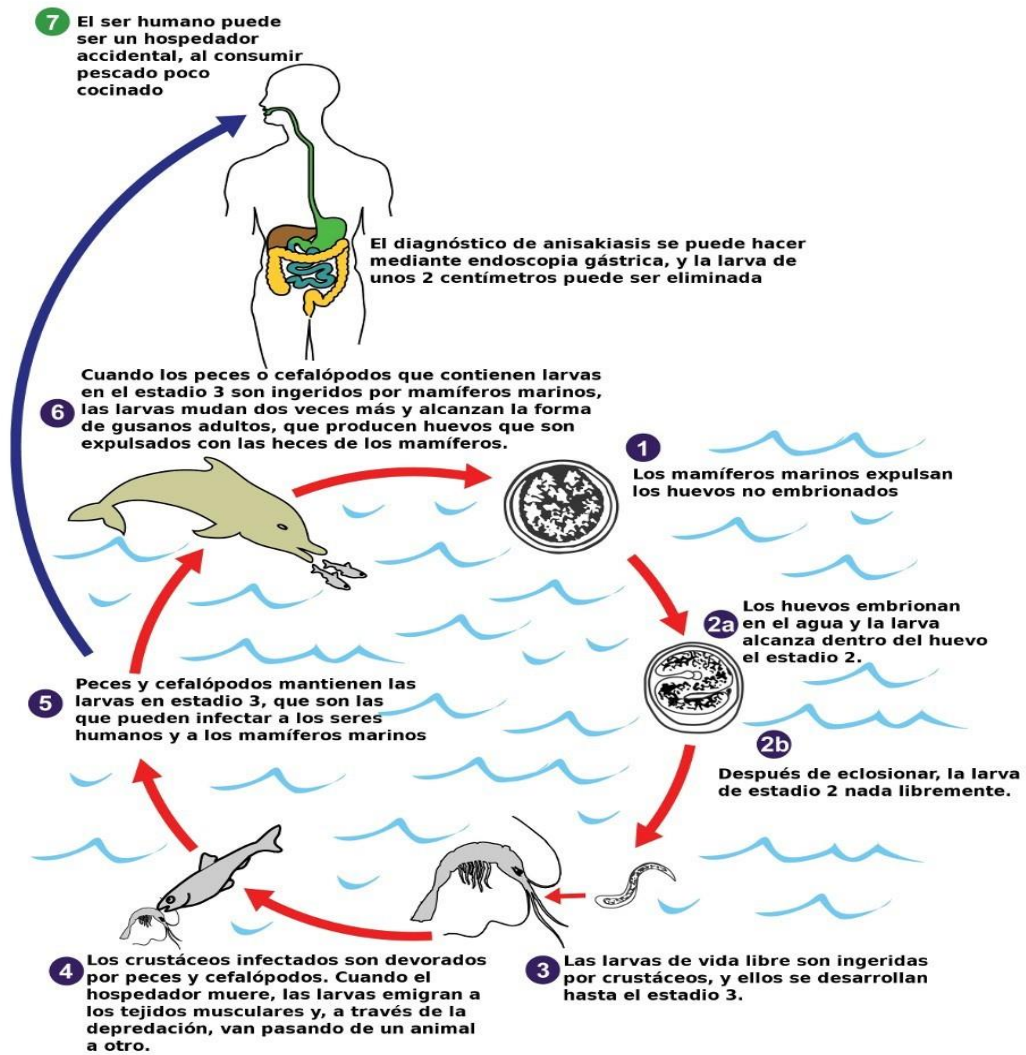 7
El ser humano puede
ser un hospedador
accidental, al consumir
pescado poco
cocinado
El diagnóstico de anisakiasis se puede hacer
mediante endoscopia gástrica, y la larva de
unos 2 centímetros puede ser eliminada
6
Cuando los peces o cefalópodos que contienen larvas
en el estadio 3 son ingeridos por mamíferos marinos,
las larvas mudan dos veces más y alcanzan la forma
de gusanos adultos, que producen huevos que son
expulsados con las heces de los mamíferos.
1
Los mamíferos marinos expulsan
los huevos no embrionados
2a
Los huevos embrionan
en el agua y la larva
alcanza dentro del huevo
el estadio 2.
5
Peces y cefalópodos mantienen las
larvas en estadio 3, que son las
que pueden infectar a los seres
humanos y a los mamíferos marinos
2b
Después de eclosionar, la larva
de estadio 2 nada libremente.
4
Los crustáceos infectados son devorados
por peces y cefalópodos. Cuando el
hospedador muere, las larvas emigran a
los tejidos musculares y, a través de la
depredación, van pasando de un animal
a otro.
3
Las larvas de vida libre son ingeridas
por crustáceos, y ellos se desarrollan
hasta el estadio 3.